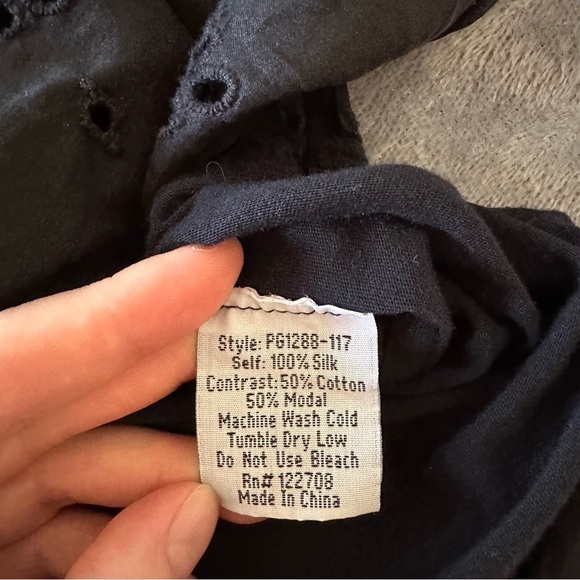 Style: PG1288-117
Self: 100% Silk
Contrast: 50% Cotton
50% Modal
Machine Wash Cold
Tumble Dry Low
Do Not Use Bleach
Rn# 122708
Made In China